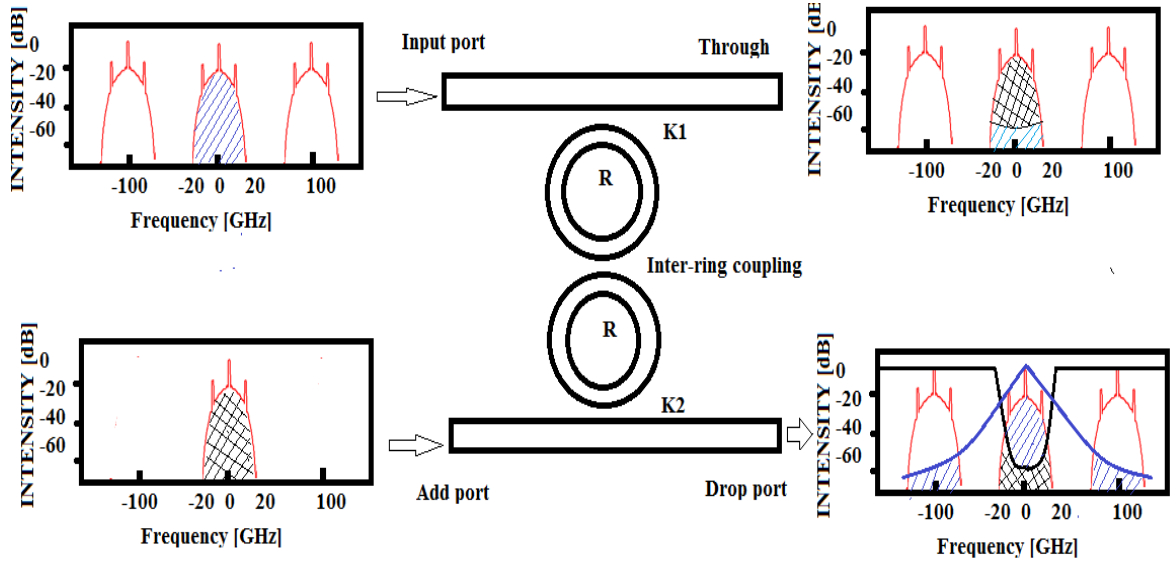 INTENSITY [dB]
0
-20
-40
-60
-100
-20 0 20
100
Frequency [GHz]
Input port
Through
K1
R
Inter-ring coupling
R
K2
Add port
Drop port
INTENSITY [dE
0
-20
-40
-60
-100
-20 0 20
100
Frequency [GHz]
INTENSITY [dB]
0
-20
-40
-60
-100
-20 0 20
100
Frequency [GHz]
INTENSITY [dB]
0
-20
-40
-60
-100
-20 0 20
100
Frequency [GHz]